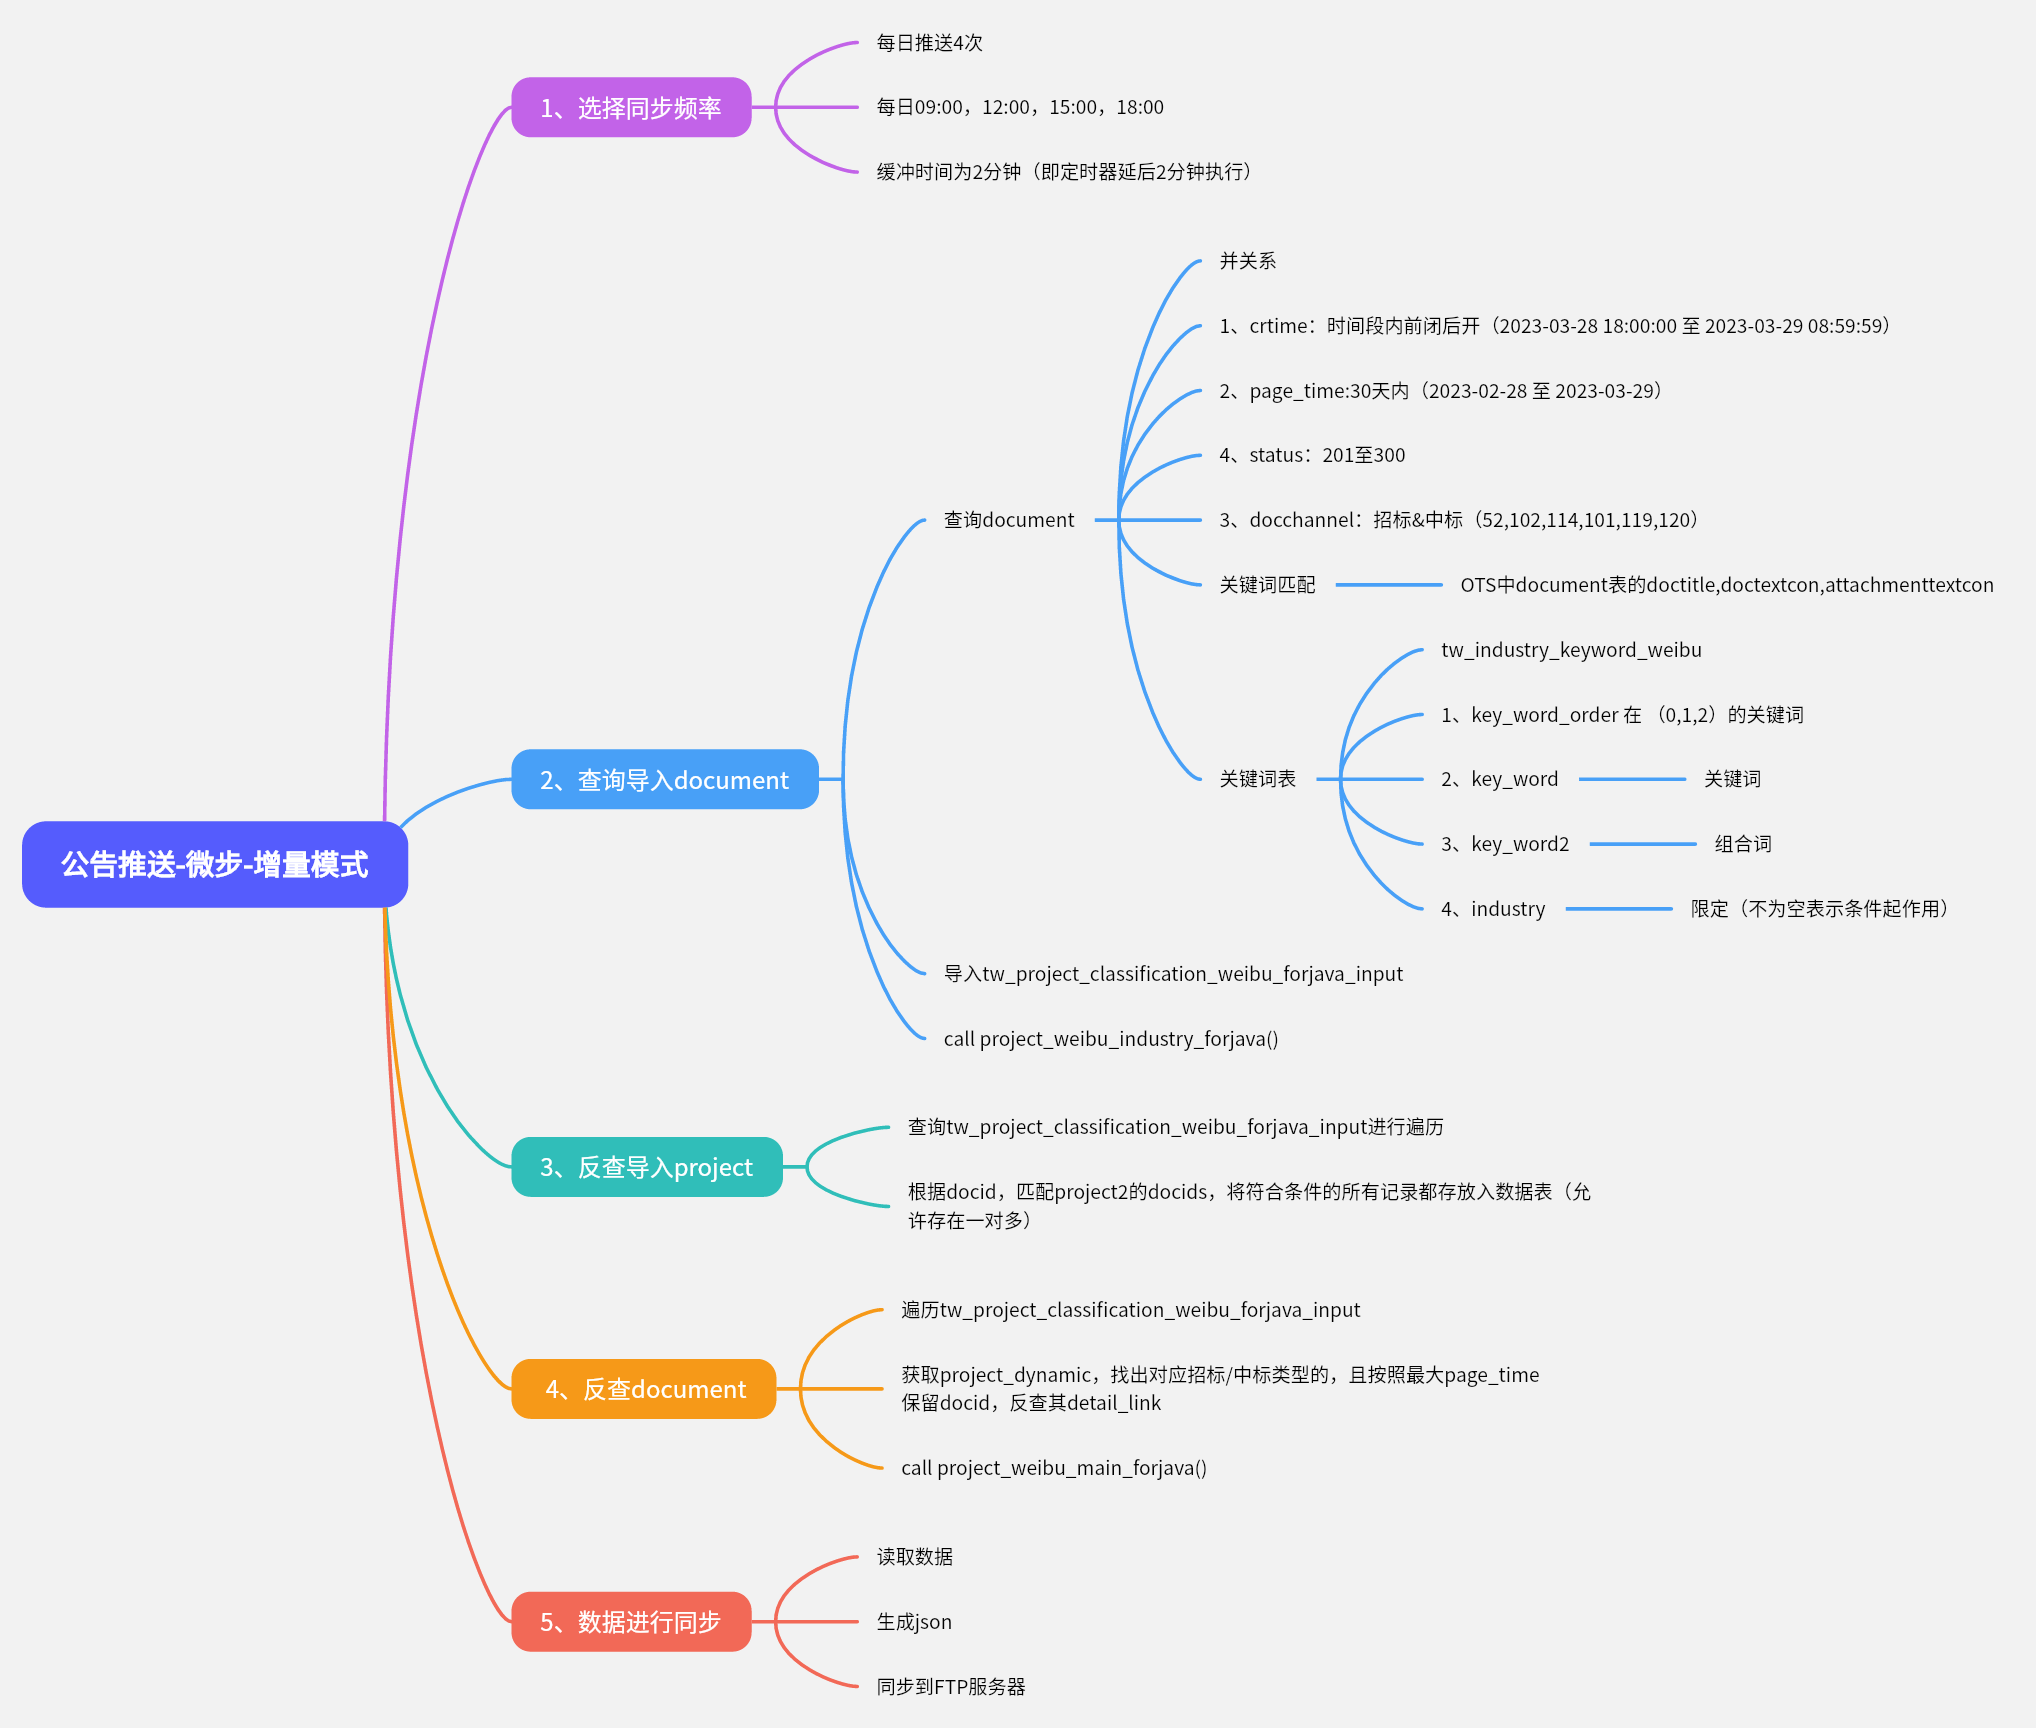 公告推送-微步-增量模式
1、选择同步频率
每日推送4次
每日09:00，12:00，15:00，18:00
缓冲时间为2分钟（即定时器延后2分钟执行）
2、查询导入document
查询document
并关系
1、crtime：时间段内前闭后开（2023-03-28 18:00:00 至 2023-03-29 08:59:59）
2、page_time:30天内（2023-02-28 至 2023-03-29）
4、status：201至300
3、docchannel：招标&中标（52,102,114,101,119,120）
关键词匹配
OTS中document表的doctitle,doctextcon,attachmenttextcon
关键词表
tw_industry_keyword_weibu
1、key_word_order 在 （0,1,2）的关键词
2、key_word
关键词
3、key_word2
组合词
4、industry
限定（不为空表示条件起作用）
导入tw_project_classification_weibu_forjava_input
call project_weibu_industry_forjava()
3、反查导入project
查询tw_project_classification_weibu_forjava_input进行遍历
根据docid，匹配project2的docids，将符合条件的所有记录都存放入数据表（允
许存在一对多）
4、反查document
遍历tw_project_classification_weibu_forjava_input
获取project_dynamic，找出对应招标/中标类型的，且按照最大page_time
保留docid，反查其detail_link
call project_weibu_main_forjava()
5、数据进行同步
读取数据
生成json
同步到FTP服务器